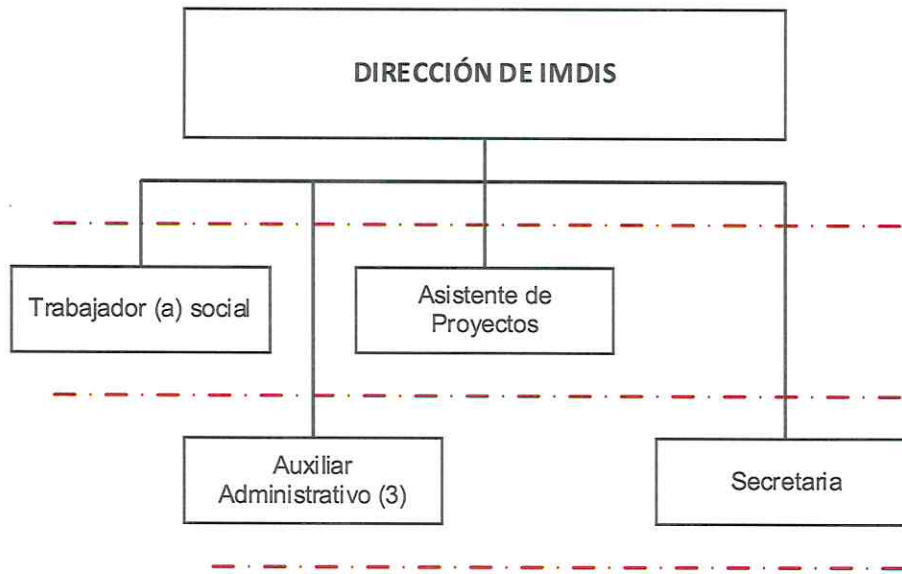 DIRECCIÓN DE IMDIS
Trabajador (a) social
Asistente de
Proyectos
Auxiliar
Administrativo (3)
Secretaria